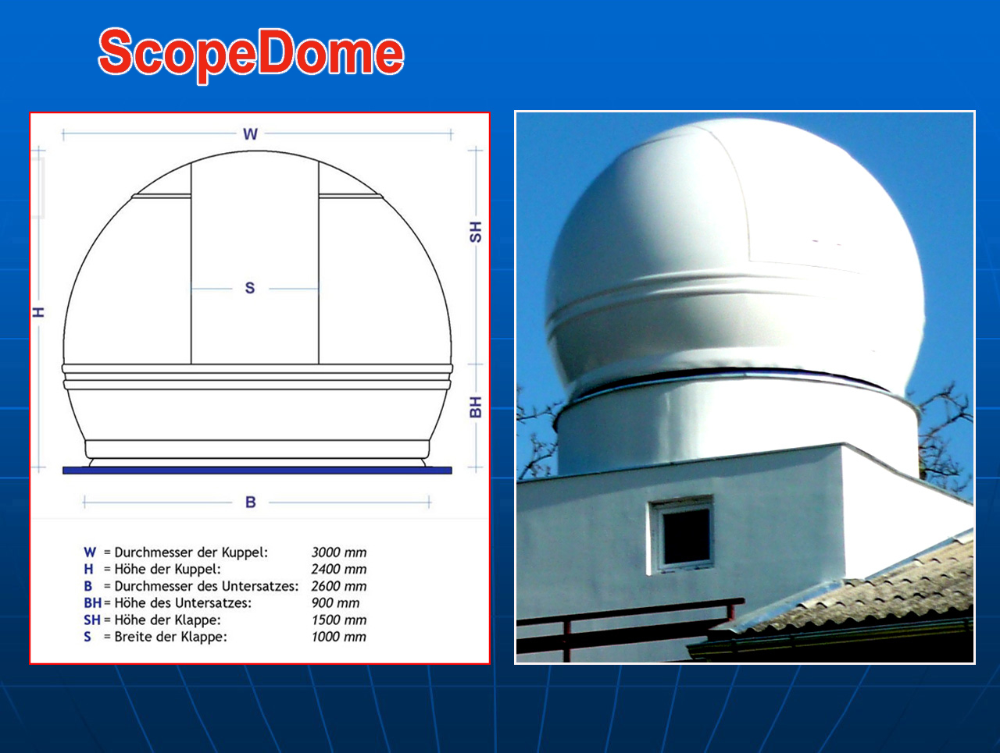 ScopeDome
W
SH
S
H
BH
B
W = Durchmesser der Kuppel: 3000 mm
H = Höhe der Kuppel: 2400 mm
B = Durchmesser des Untersatzes: 2600 mm
BH = Höhe des Untersatzes: 900 mm
SH = Höhe der Klappe: 1500 mm
S = Breite der Klappe: 1000 mm